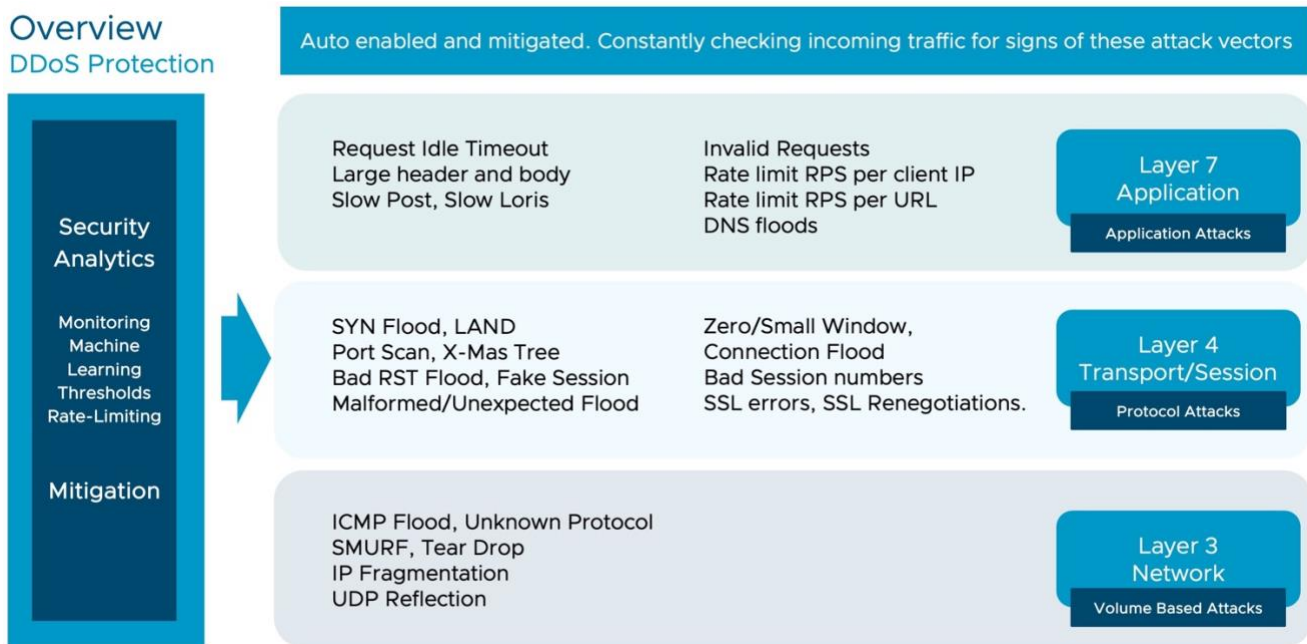 Overview
DDoS Protection
Auto enabled and mitigated. Constantly checking incoming traffic for signs of these attack vectors
Security
Analytics
Monitoring
Machine
Learning
Thresholds
Rate-Limiting
Mitigation
Request Idle Timeout
Large header and body
Slow Post, Slow Loris
Invalid Requests
Rate limit RPS per client IP
Rate limit RPS per URL
DNS floods
Layer 7
Application
Application Attacks
SYN Flood, LAND
Port Scan, X-Mas Tree
Bad RST Flood, Fake Session
Malformed/Unexpected Flood
Zero/Small Window,
Connection Flood
Bad Session numbers
SSL errors, SSL Renegotiations.
Layer 4
Transport/Session
Protocol Attacks
ICMP Flood, Unknown Protocol
SMURF, Tear Drop
IP Fragmentation
UDP Reflection
Layer 3
Network
Volume Based Attacks